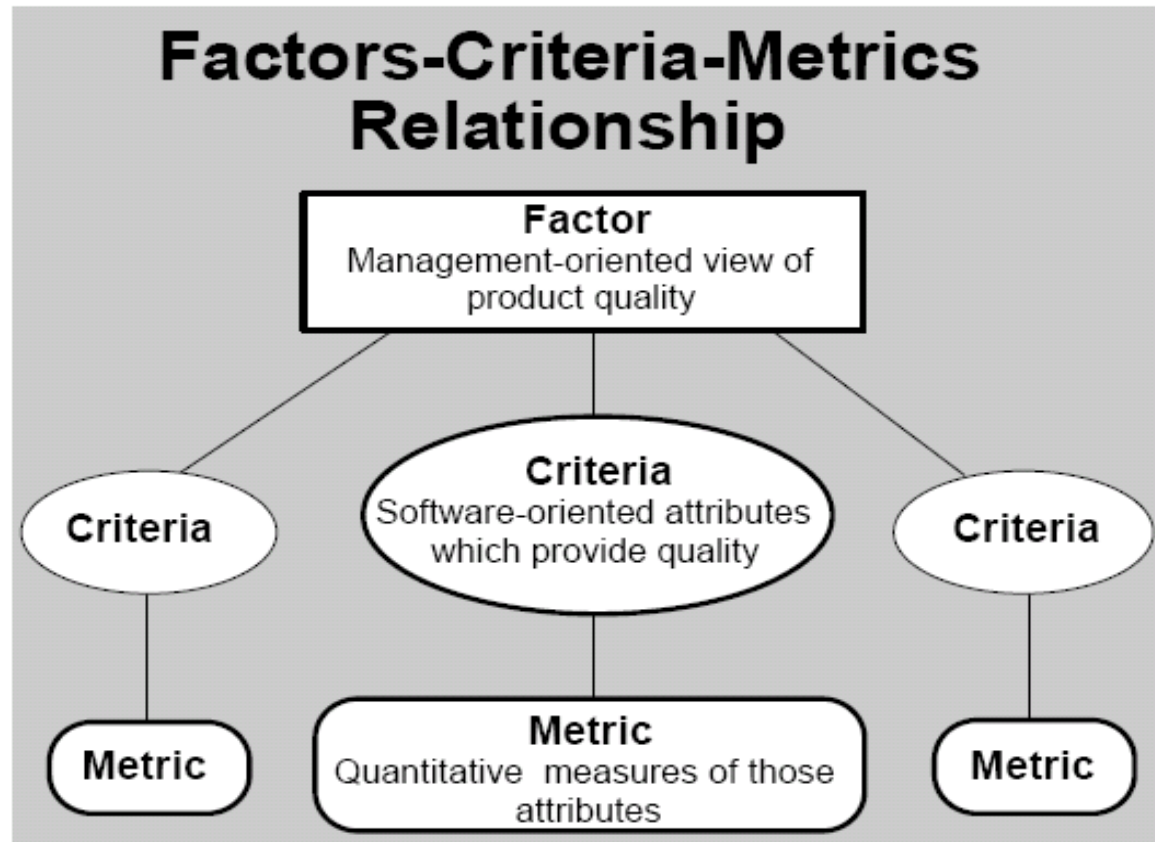 Factors-Criteria-Metrics
Relationship
Factor
Management-oriented view of
product quality
Criteria
Criteria
Software-oriented attributes
which provide quality
Criteria
Metric
Metric
Quantitative measures of those
attributes
Metric